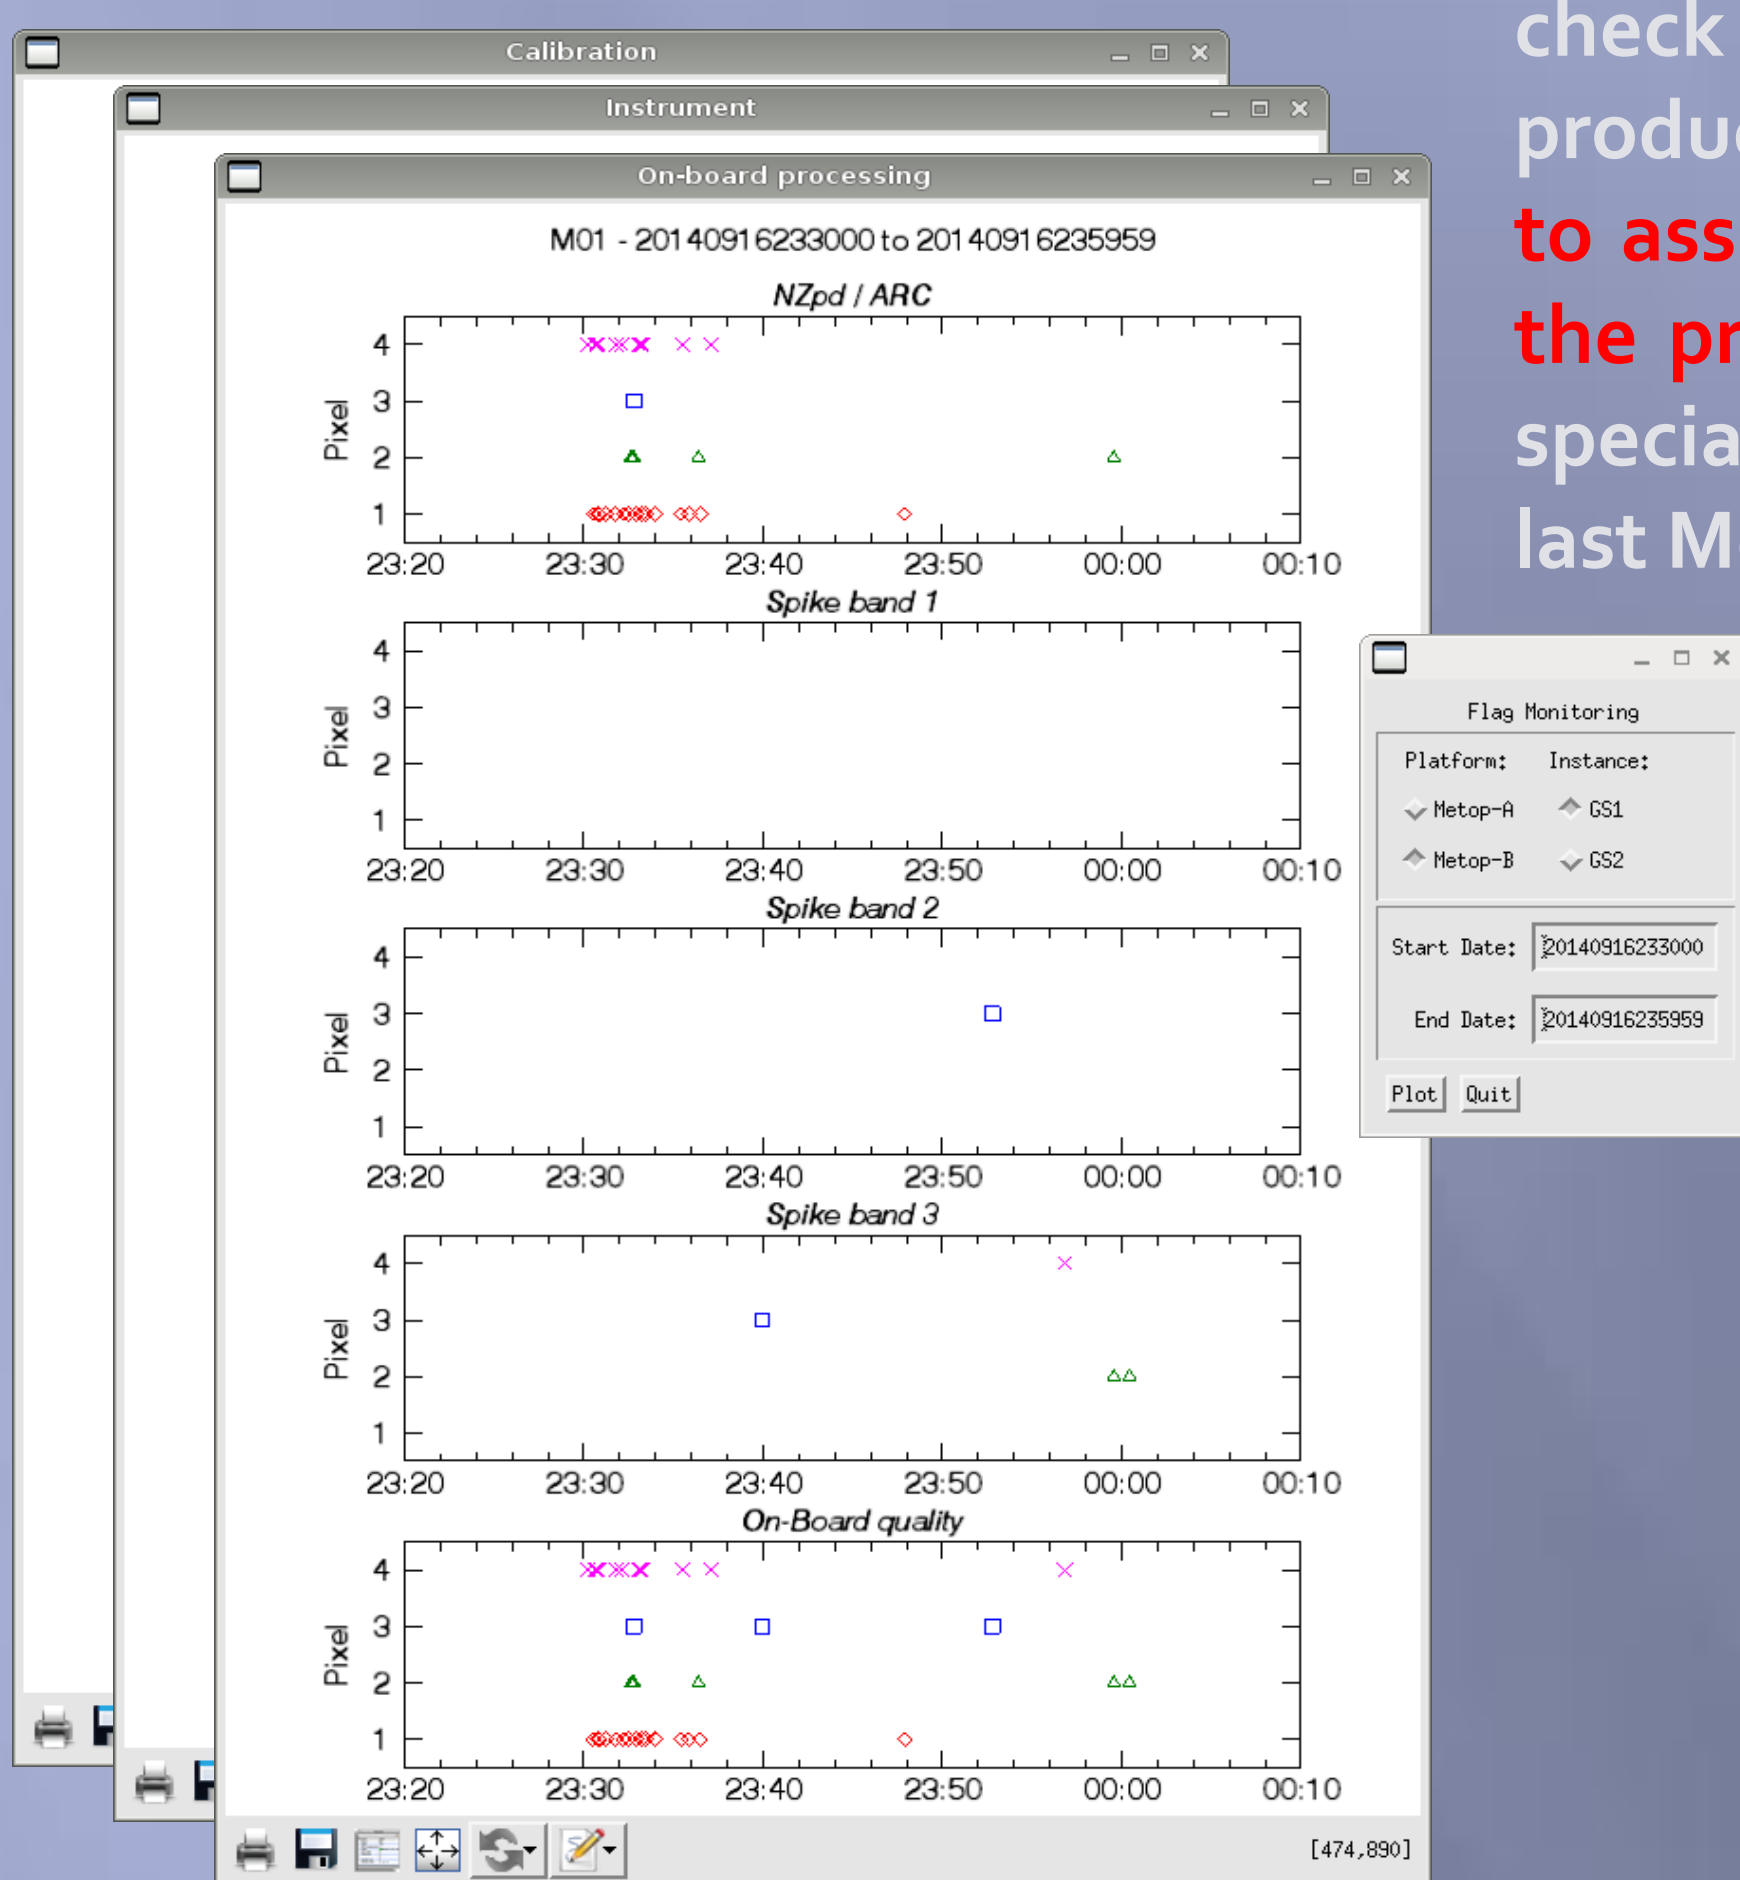 check
to
the
specia
last M
Calibration
Instrument
On-board processing
M01 - 20140916233000 to 20140916235959
NZpd / ARC
Pixel
4
3
2
1
23:20 23:30 23:40 23:50 00:00 00:10
Spike band 1
Pixel
4
3
2
1
23:20 23:30 23:40 23:50 00:00 00:10
Spike band 2
Pixel
4
3
2
1
23:20 23:30 23:40 23:50 00:00 00:10
Spike band 3
Pixel
4
3
2
1
23:20 23:30 23:40 23:50 00:00 00:10
On-Board quality
Pixel
4
3
2
1
23:20 23:30 23:40 23:50 00:00 00:10
[474,890]
Flag Monitoring
Platform: Instance:
Metop-A GS1
Metop-B GS2
Start Date: 20140916233000
End Date: 20140916235959
Plot Quit